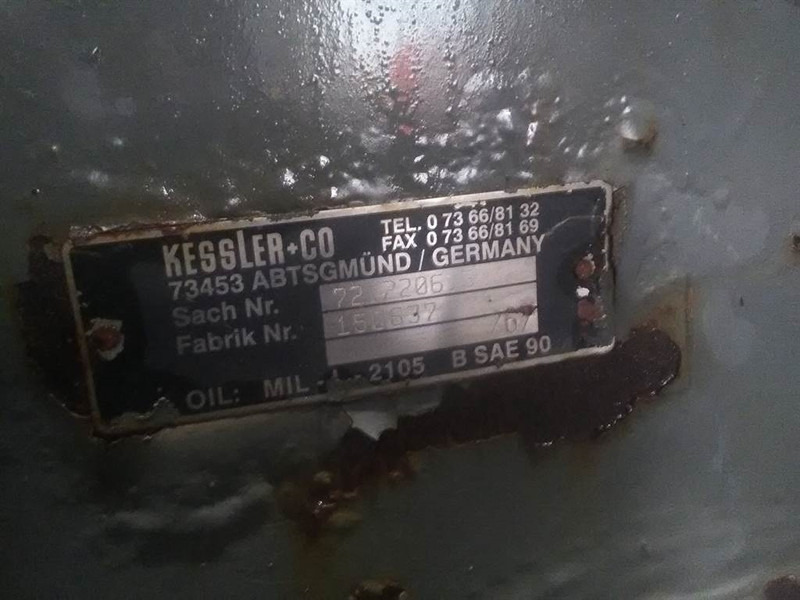 KESSLER+CO
TEL. 0 73 66/81 32
FAX 0 73 66/81 69
73453 ABTSGMÜND / GERMANY
Sach Nr.
Fabrik Nr.
OIL: MIL 2105 B SAE 90